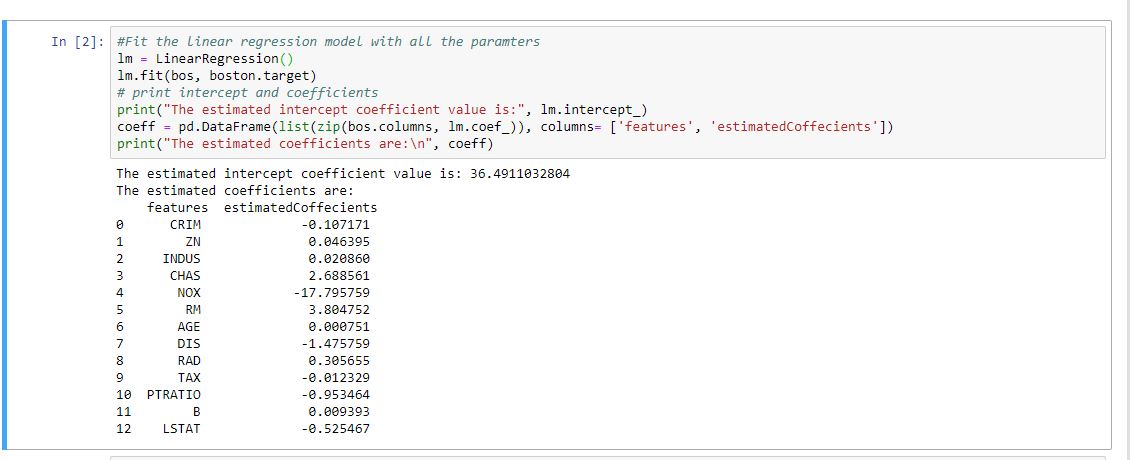 In [2]: #Fit the linear regression model with all the paramters
lm = LinearRegression()
lm.fit(bos, boston.target)
# print intercept and coefficients
print("The estimated intercept coefficient value is:", lm.intercept_)
coeff = pd.DataFrame(list(zip(bos.columns, lm.coef_)), columns= ['features', 'estimatedCoffecients'])
print("The estimated coefficients are:\n", coeff)
The estimated intercept coefficient value is: 36.4911032804
The estimated coefficients are:
features estimatedCoffecients
0 CRIM -0.107171
1 ZN 0.046395
2 INDUS 0.020860
3 CHAS 2.688561
4 NOX -17.795759
5 RM 3.804752
6 AGE 0.000751
7 DIS -1.475759
8 RAD 0.305655
9 TAX -0.012329
10 PTRATIO -0.953464
11 B 0.009393
12 LSTAT -0.525467